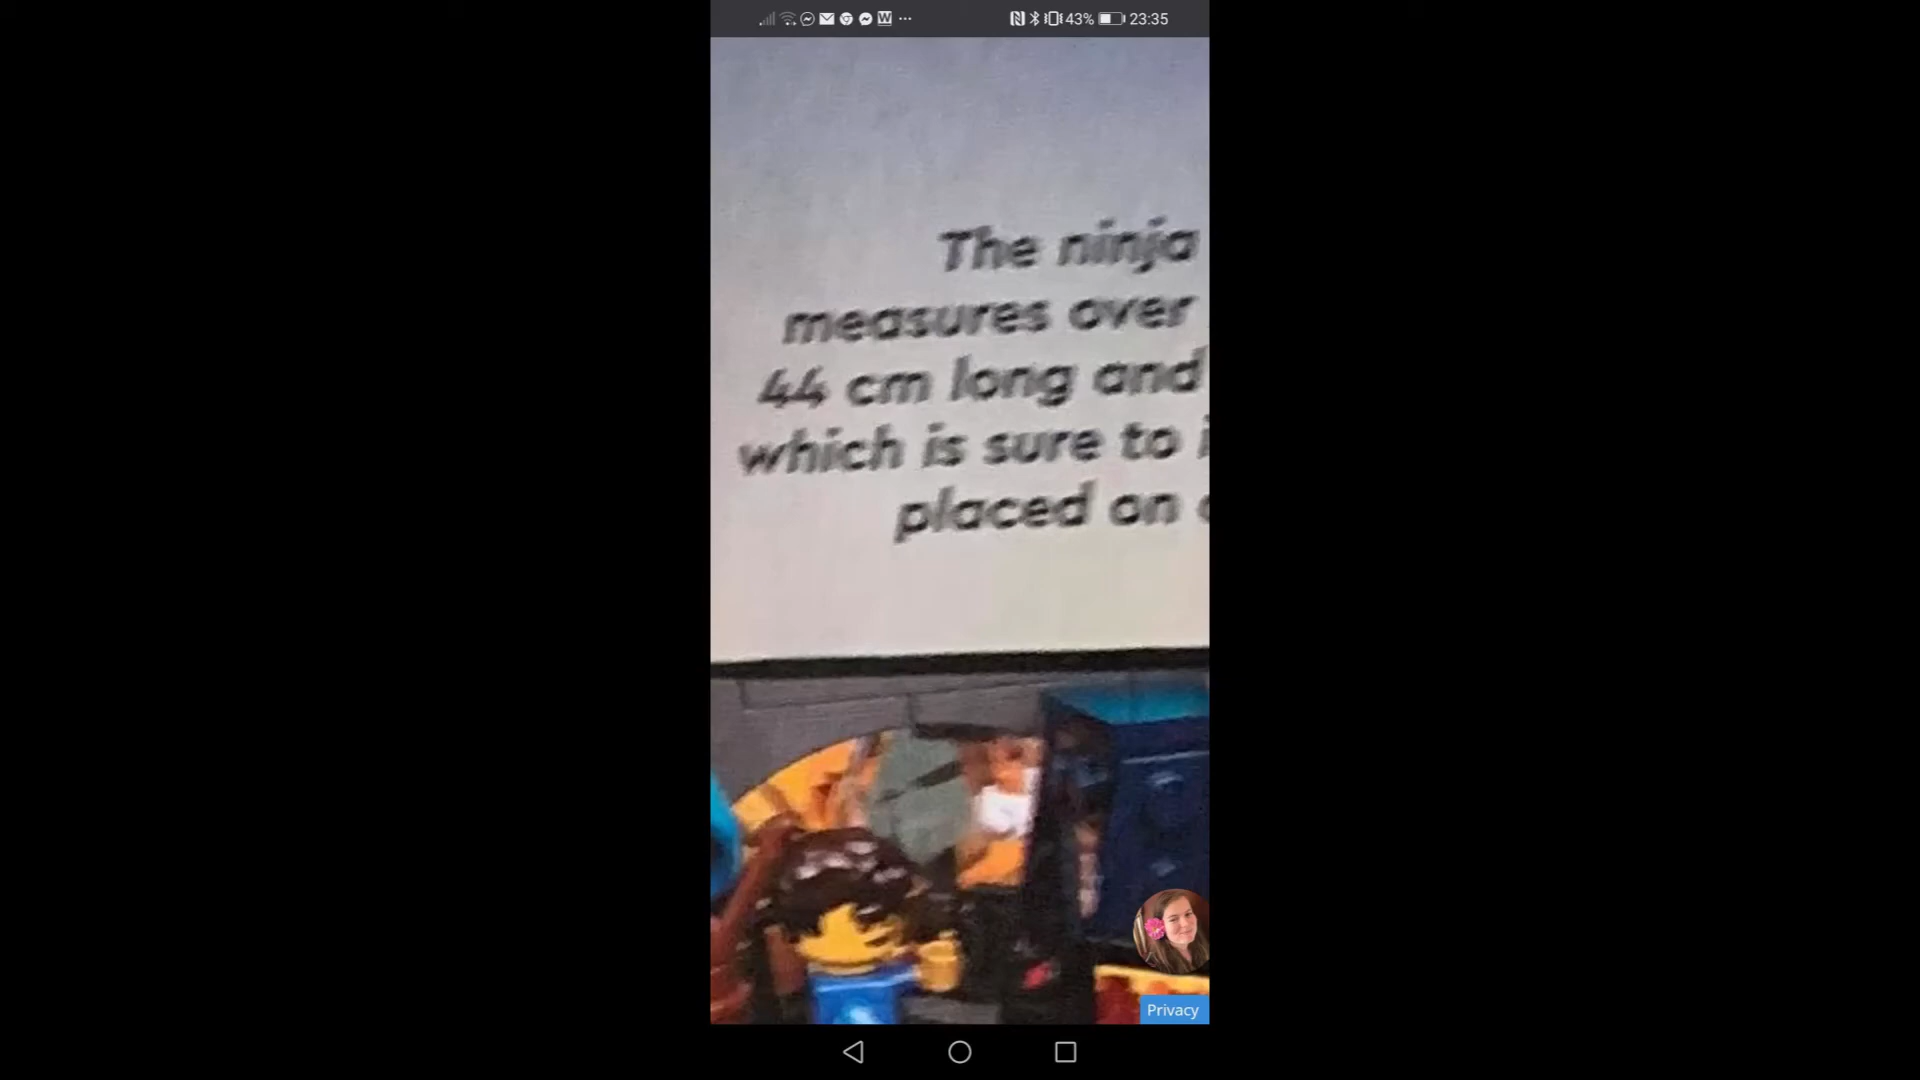 43% 23:35
The ninja
measures over
44 cm long and
which is sure to
placed on
Privacy